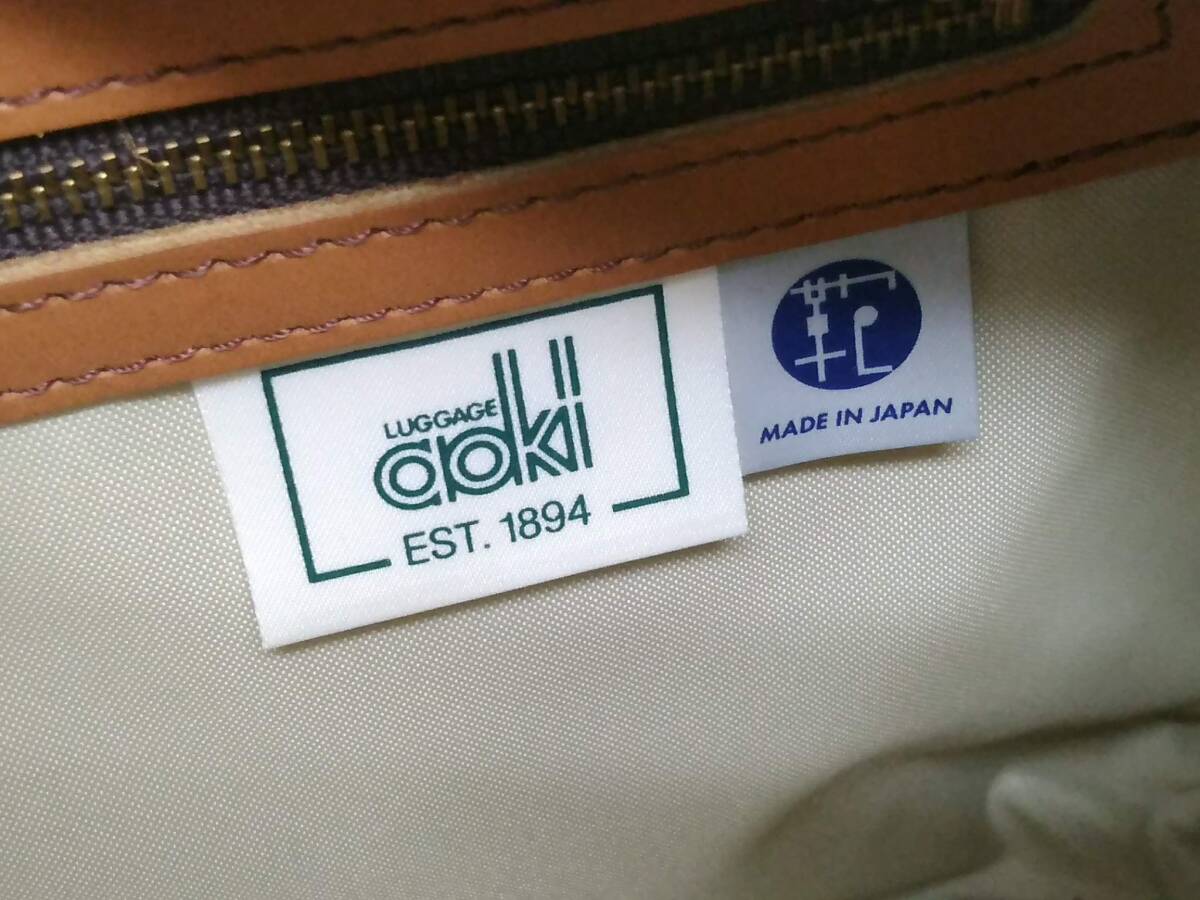 LUGGAGE
aoki
EST. 1894
MADE IN JAPAN